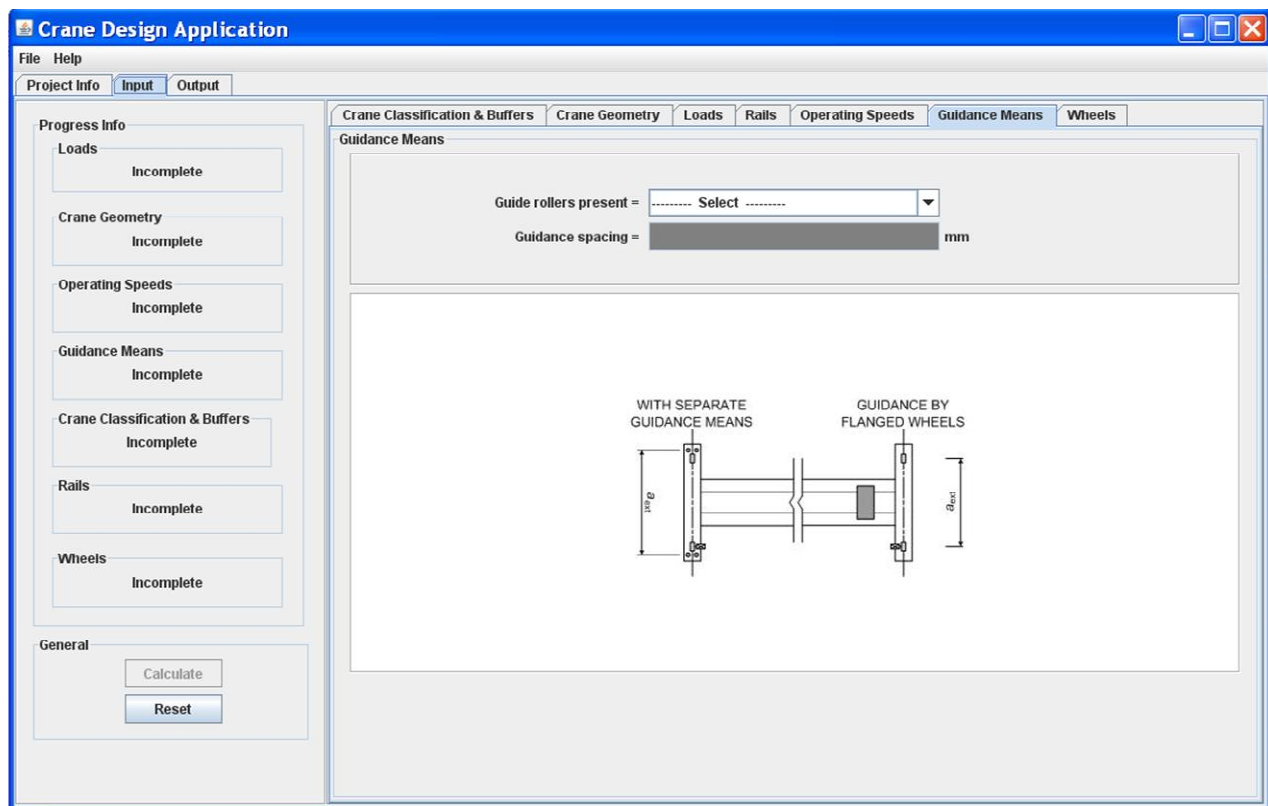 Crane Design Application
File Help
Project Info Input Output
Progress Info
Loads
Incomplete
Crane Geometry
Incomplete
Operating Speeds
Incomplete
Guidance Means
Incomplete
Crane Classification & Buffers
Incomplete
Rails
Incomplete
Wheels
Incomplete
General
Calculate
Reset
Crane Classification & Buffers Crane Geometry Loads Rails Operating Speeds Guidance Means Wheels
Guidance Means
Guide rollers present = --------- Select ---------
Guidance spacing = mm
WITH SEPARATE
GUIDANCE MEANS
GUIDANCE BY
FLANGED WHEELS
aext
aext